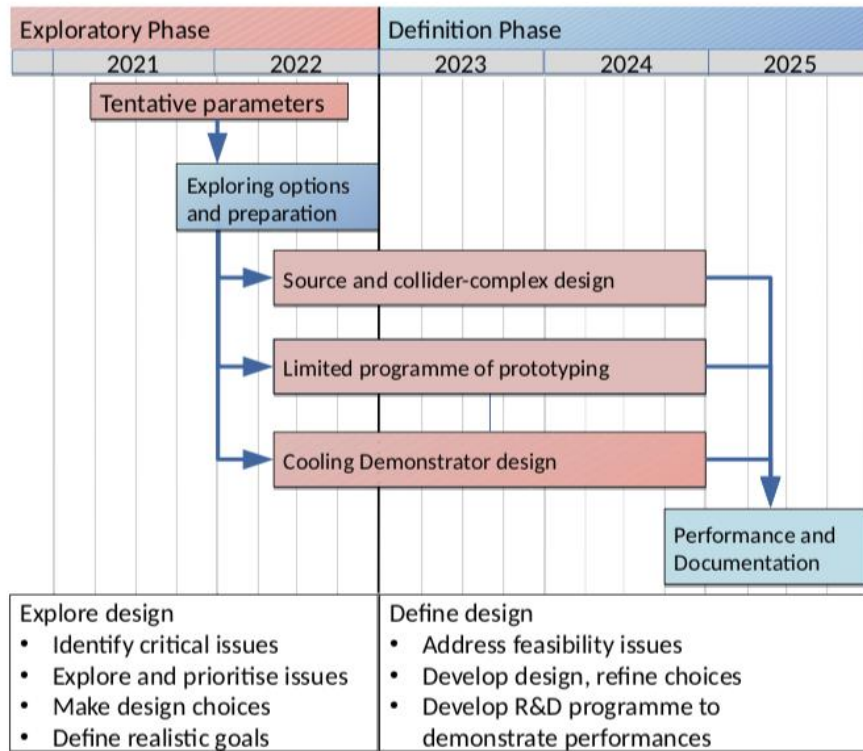 Exploratory Phase
Definition Phase
2021
2022
2023
2024
2025
Tentative parameters
Exploring options
and preparation
Source and collider-complex design
Limited programme of prototyping
Cooling Demonstrator design
Performance and
Documentation
Explore design
• Identify critical issues
• Explore and prioritise issues
• Make design choices
• Define realistic goals
Define design
• Address feasibility issues
• Develop design, refine choices
• Develop R&D programme to
demonstrate performances